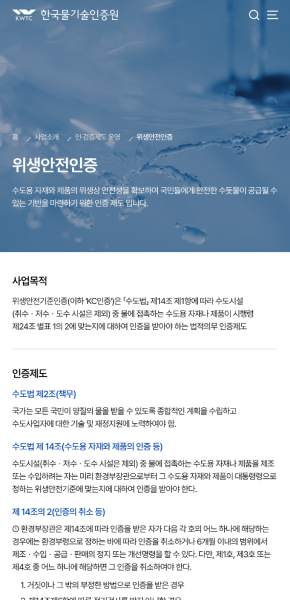 KWTC 한국물기술인증원
홈 사업소개 인·검증제도 운영 위생안전인증
위생안전인증
수도용 자재와 제품의 위생상 안전성을 확보하여 국민들에게 안전한 수돗물이 공급될 수
있는 기반을 마련하기 위한 인증 제도 입니다.
사업목적
위생안전기준인증(이하 'KC인증')은 「수도법」 제14조 제1항에 따라 수도시설
(취수ㆍ저수ㆍ도수 시설은 제외) 중 물에 접촉하는 수도용 자재나 제품이 시행령
제24조 별표 1의 2에 맞는지에 대하여 인증을 받아야 하는 법적의무 인증제도
인증제도
수도법 제2조(책무)
국가는 모든 국민이 양질의 물을 받을 수 있도록 종합적인 계획을 수립하고
수도사업자에 대한 기술 및 재정지원에 노력하여야 함.
수도법 제 14조(수도용 자재와 제품의 인증 등)
수도시설(취수ㆍ저수ㆍ도수 시설은 제외) 중 물에 접촉하는 수도용 자재나 제품을 제조
또는 수입하려는 자는 미리 환경부장관으로부터 그 수도용 자재와 제품이 대통령령으로
정하는 위생안전기준에 맞는지에 대하여 인증을 받아야 한다.
제 14의 2(인증의 취소 등)
① 환경부장관은 제14조에 따라 인증을 받은 자가 다음 각 호의 어느 하나에 해당하는
경우에는 환경부령으로 정하는 바에 따라 인증을 취소하거나 6개월 이내의 범위에서
제조ㆍ수입ㆍ공급ㆍ판매의 정지 또는 개선명령을 할 수 있다. 다만, 제1호, 제3호 또는
제4호 중 어느 하나에 해당하면 그 인증을 취소하여야 한다.
1. 거짓이나 그 밖의 부정한 방법으로 인증을 받은 경우